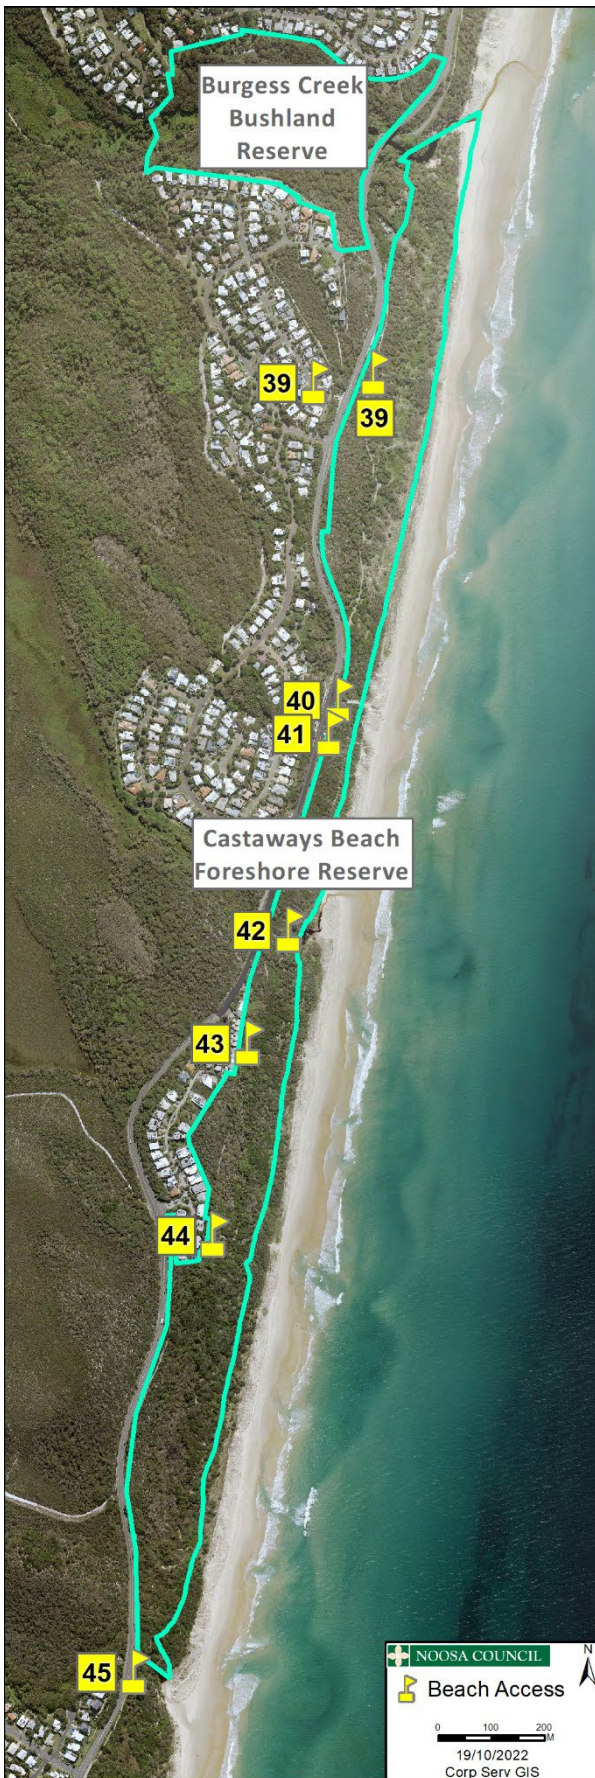 Burgess Creek
Bushland
Reserve
39
39
40
41
Castaways Beach
Foreshore Reserve
42
43
44
45
NOOSA COUNCIL
N
Beach Access
0 100 200
M
19/10/2022
Corp Serv GIS